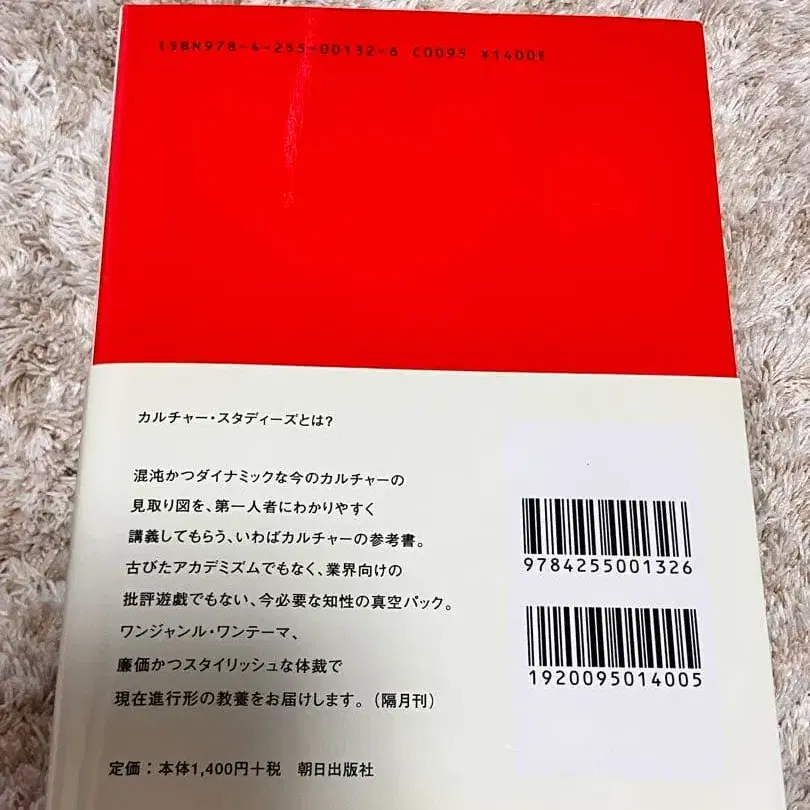 ISBN978-4-255-00132-6 C0095 ¥1400E
カルチャー・スタディーズとは?
混沌かつダイナミックな今のカルチャーの
見取り図を、第一人者にわかりやすく
講義してもらう、いわばカルチャーの参考書。
古びたアカデミズムでもなく、業界向けの
批評遊戯でもない、今必要な知性の真空パック。
ワンジャンル・ワンテーマ、
廉価かつスタイリッシュな体裁で
現在進行形の教養をお届けします。(隔月刊)
定価:本体1,400円+税 朝日出版社
9784255001326
1920095014005